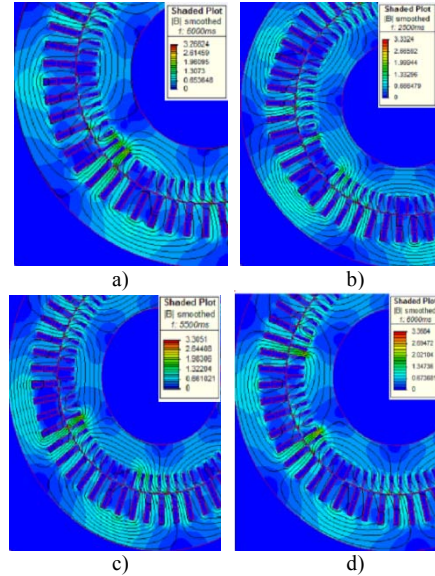 Shaded Plot
|B| smoothed
t: 6000ms
3.26824
2.61459
1.96095
1.3073
0.653648
0
Shaded Plot
|B| smoothed
t: 2500ms
3.3324
2.66592
1.99944
1.33296
0.666479
0
a)
b)
Shaded Plot
|B| smoothed
t: 5500ms
3.3051
2.64408
1.98306
1.32204
0.661021
0
Shaded Plot
|B| smoothed
t: 6000ms
3.3684
2.69472
2.02104
1.34736
0.673681
0
c)
d)